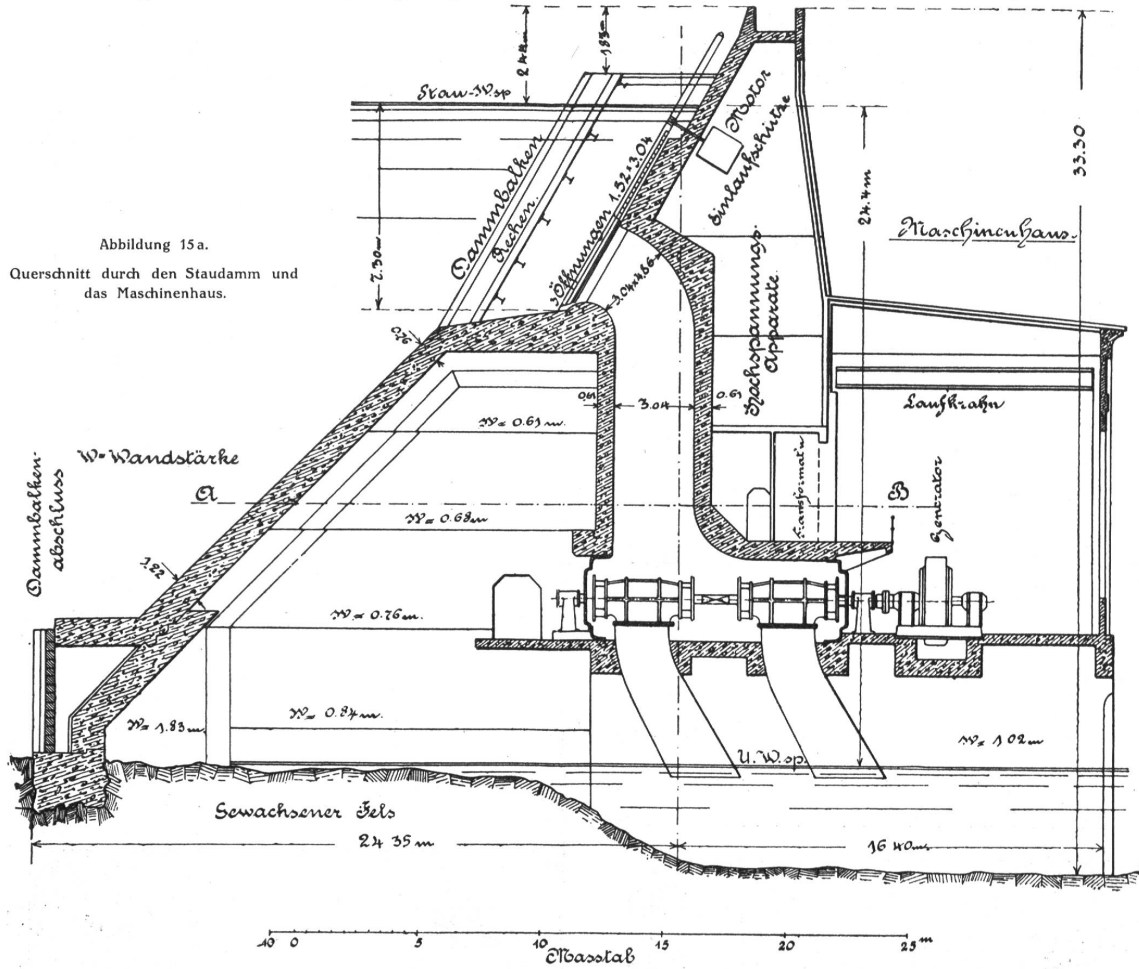 2.44 m
1.83 m
Stau-W.sp
Dammbalken
Rechen.
3 Öffnungen 1.52×3.04
Motor
Einlaufschütze
24.4 m
33.30
Maschinenhaus.
Abbildung 15a.
Querschnitt durch den Staudamm und
das Maschinenhaus.
7.30 m
3.04×4.86
0.76
Hochspannungs-
Apparate.
Laufkrahn
0.61
3.04
0.61
W= 0.61 m.
W=Wandstärke
Dammbalken-
abschluss
A
B
Transformator
Generator
W= 0.68 m
1.22
W= 0.76 m.
W= 1.83 m.
W= 0.84 m.
W= 1.02 m
U.W.sp.
Gewachsener Fels
24 35 m
16 40 m
10 0 5 10 15 20 25 m
Masstab